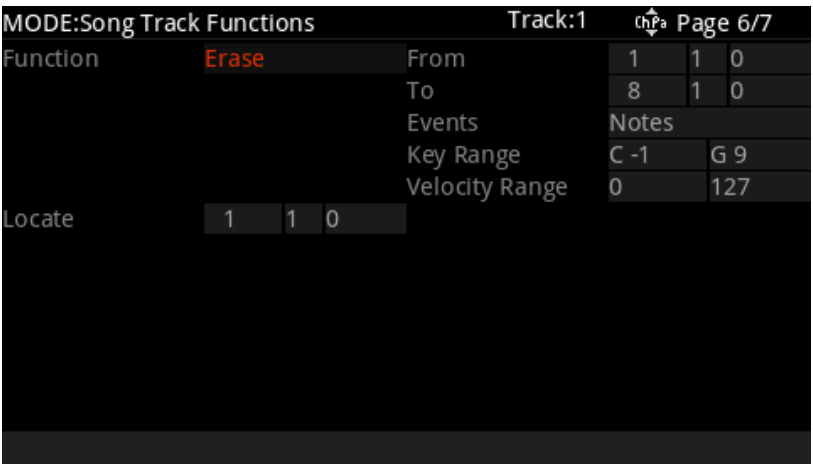 MODE:Song Track Functions Track:1 ChPa Page 6/7
Function Erase From 1 1 0
To 8 1 0
Events Notes
Key Range C -1 G 9
Velocity Range 0 127
Locate 1 1 0